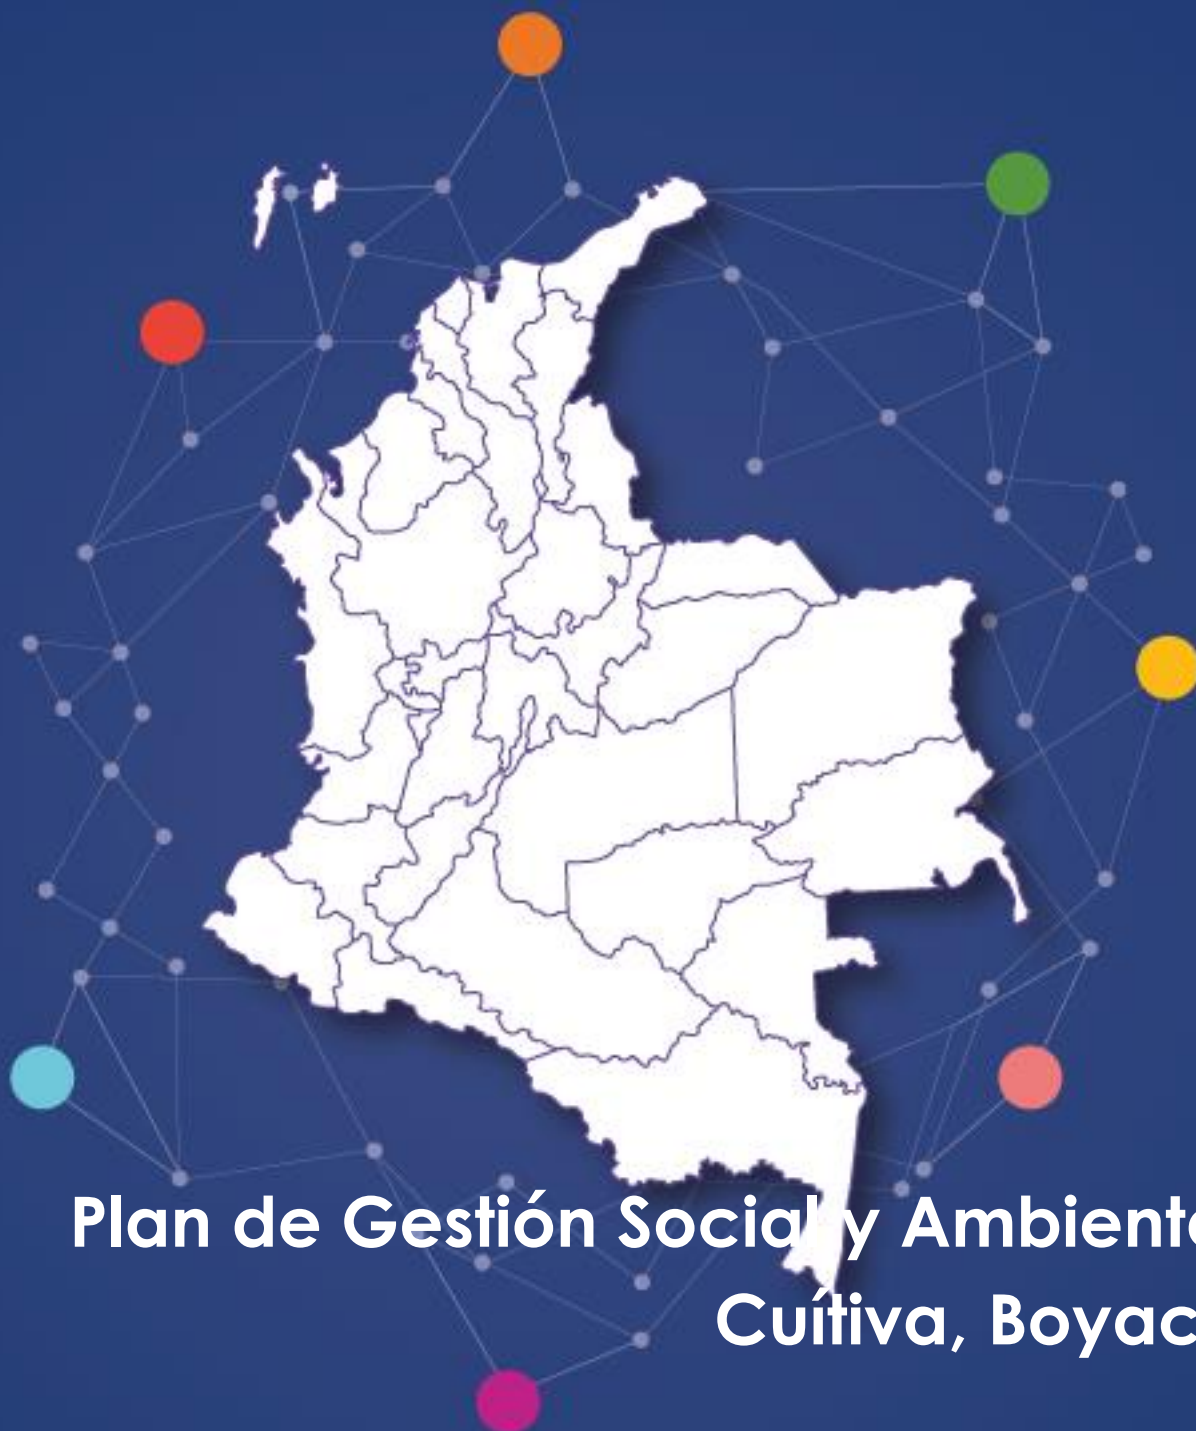 Plan de Gestión Social y Ambient
Cuítiva, Boyac